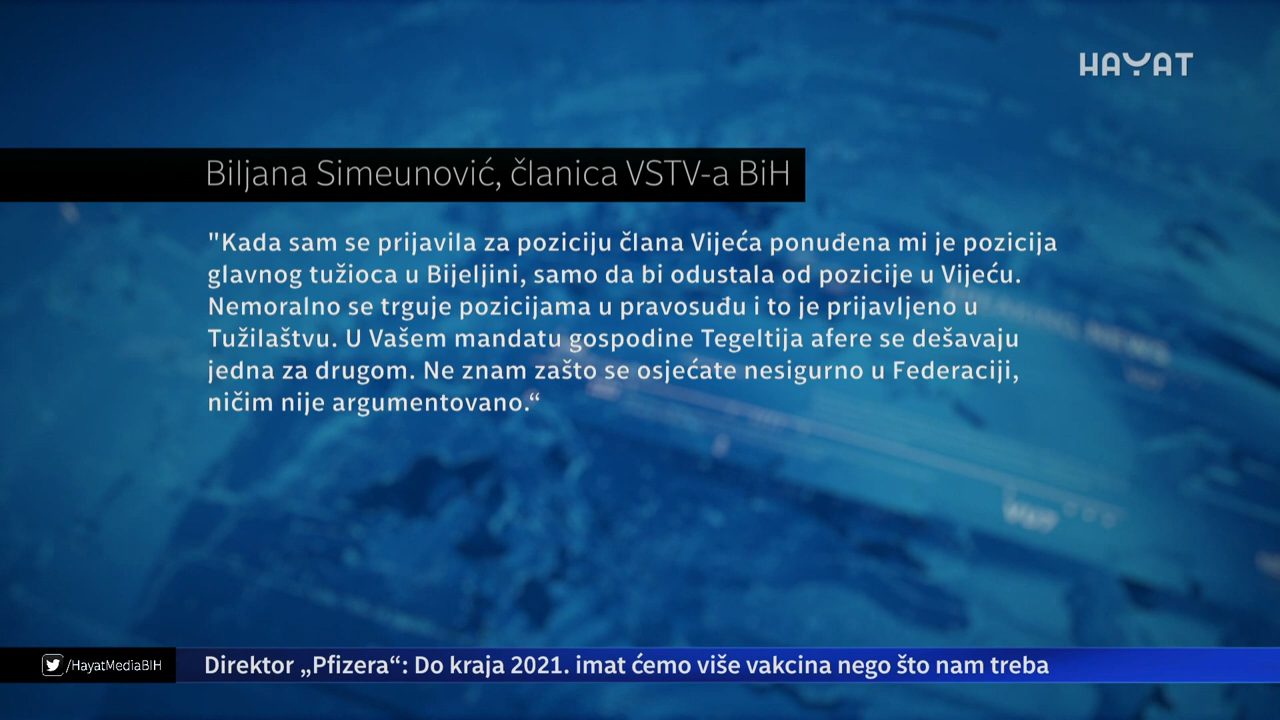 HAYAT
Biljana Simeunović, članica VSTV-a BiH
"Kada sam se prijavila za poziciju člana Vijeća ponuđena mi je pozicija
glavnog tužioca u Bijeljini, samo da bi odustala od pozicije u Vijeću.
Nemoralno se trguje pozicijama u pravosuđu i to je prijavljeno u
Tužilaštvu. U Vašem mandatu gospodine Tegeltija afere se dešavaju
jedna za drugom. Ne znam zašto se osjećate nesigurno u Federaciji,
ničim nije argumentovano.“
/HayatMediaBIH
Direktor „Pfizera“: Do kraja 2021. imat ćemo više vakcina nego što nam treba